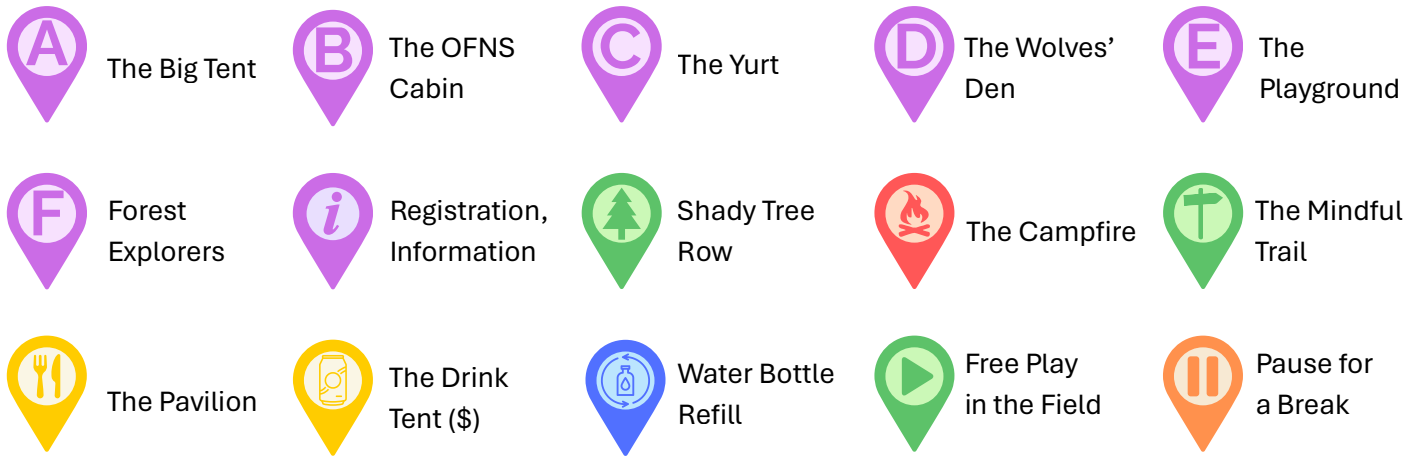 A
The Big Tent
B
The OFNS
Cabin
C
The Yurt
D
The Wolves’
Den
E
The
Playground
F
Forest
Explorers
i
Registration,
Information
Shady Tree
Row
The Campfire
The Mindful
Trail
The Pavilion
The Drink
Tent ($)
Water Bottle
Refill
Free Play
in the Field
Pause for
a Break